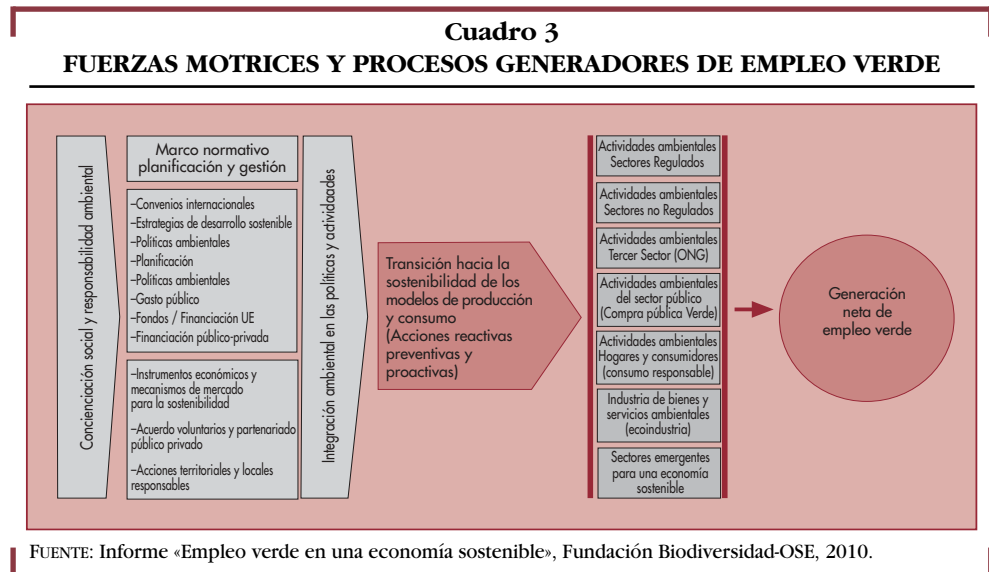 Cuadro 3
FUERZAS MOTRICES Y PROCESOS GENERADORES DE EMPLEO VERDE
Concienciación social y responsabilidad ambiental
Marco normativo
planificación y gestión
–Convenios internacionales
–Estrategias de desarrollo sostenible
–Políticas ambientales
–Planificación
–Políticas ambientales
–Gasto público
–Fondos / Financiación UE
–Financiación público-privada
–Instrumentos económicos y
mecanismos de mercado
para la sostenibilidad
–Acuerdo voluntarios y partenariado
público privado
–Acciones territoriales y locales
responsables
Integración ambiental en las políticas y actividaades
Transición hacia la
sostenibilidad de los
modelos de producción
y consumo
(Acciones reactivas
preventivas y
proactivas)
Actividades ambientales
Sectores Regulados
Actividades ambientales
Sectores no Regulados
Actividades ambientales
Tercer Sector (ONG)
Actividades ambientales
del sector público
(Compra pública Verde)
Actividades ambientales
Hogares y consumidores
(consumo responsable)
Industria de bienes y
servicios ambientales
(ecoindustria)
Sectores emergentes
para una economía
sostenible
Generación
neta de
empleo verde
FUENTE: Informe «Empleo verde en una economía sostenible», Fundación Biodiversidad-OSE, 2010.